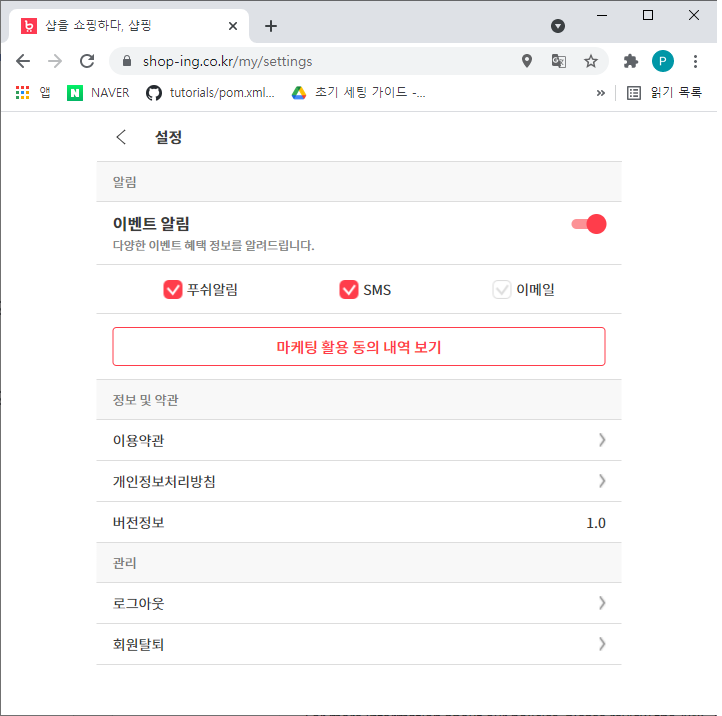 샵을 쇼핑하다, 샵핑
shop-ing.co.kr/my/settings
P
앱 NAVER tutorials/pom.xml... 초기 세팅 가이드 -... » 읽기 목록
설정
알림
이벤트 알림
다양한 이벤트 혜택 정보를 알려드립니다.
푸쉬알림 SMS 이메일
마케팅 활용 동의 내역 보기
정보 및 약관
이용약관
개인정보처리방침
버전정보 1.0
관리
로그아웃
회원탈퇴